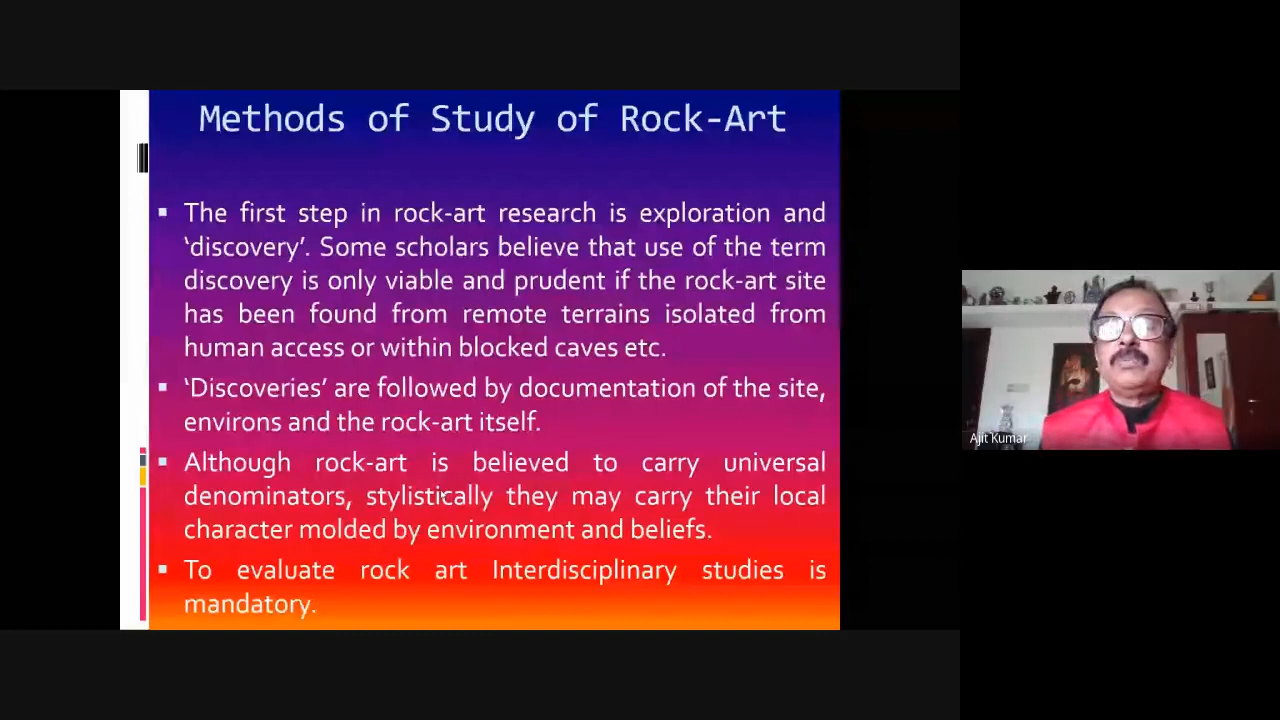 Methods of Study of Rock-Art
▪ The first step in rock-art research is exploration and
‘discovery’. Some scholars believe that use of the term
discovery is only viable and prudent if the rock-art site
has been found from remote terrains isolated from
human access or within blocked caves etc.
▪ ‘Discoveries’ are followed by documentation of the site,
environs and the rock-art itself.
▪ Although rock-art is believed to carry universal
denominators, stylistically they may carry their local
character molded by environment and beliefs.
▪ To evaluate rock art Interdisciplinary studies is
mandatory.
Ajit Kumar